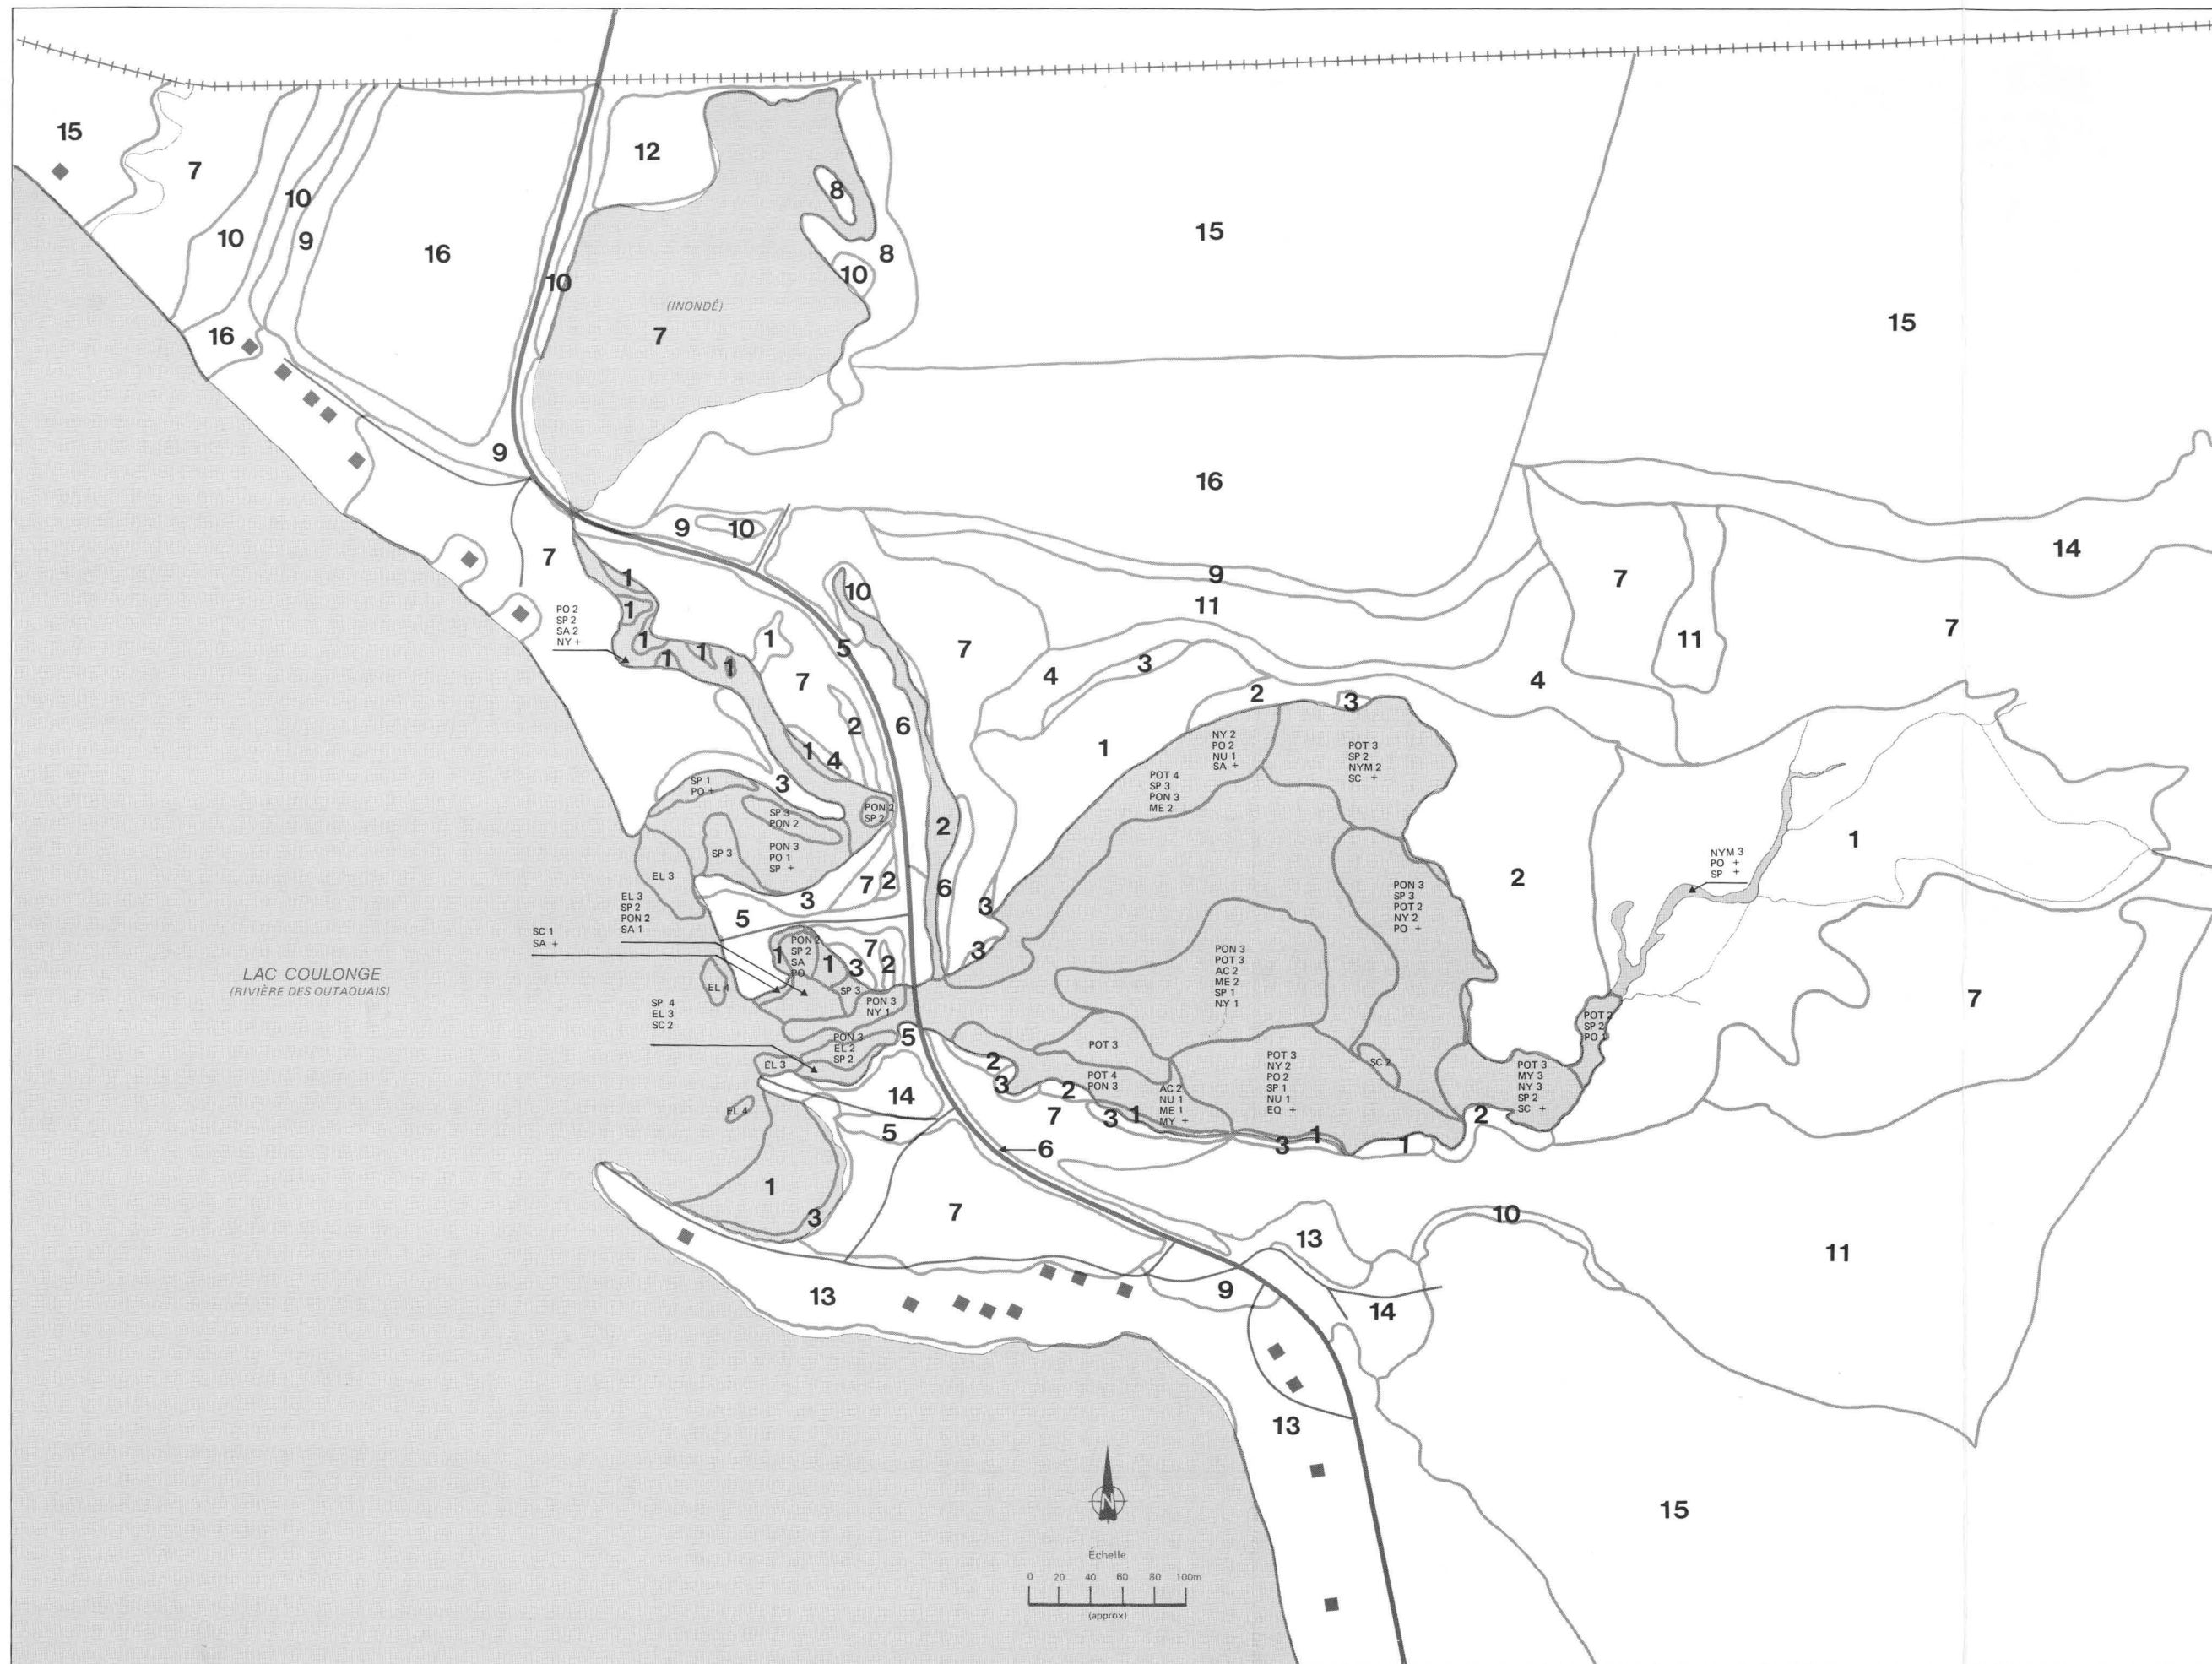 15
7
10
10
9
16
16
12
8
8
10
10
(INONDÉ)
7
15
15
9
16
9
10
7
9
11
7
11
14
7
1
1
1
1
1
1
1
PO 2
SP 2
SA 2
NY +
10
5
7
7
4
3
2
3
4
2
6
1
4
3
1
NY 2
PO 2
NU 1
SA +
POT 3
SP 2
NYM 2
SC +
POT 4
SP 3
PON 3
ME 2
SP 1
PO +
SP 3
PON 2
PON 2
SP 2
SP 3
PON 3
PO 1
SP +
EL 3
2
7
2
6
3
3
5
3
EL 3
SP 2
PON 2
SA 1
SC 1
SA +
PON 2
SP 2
SA
PO
1
1
3
7
2
SP 3
PON 3
NY 1
EL 4
LAC COULONGE
(RIVIÈRE DES OUTAOUAIS)
SP 4
EL 3
SC 2
PON 3
EL 2
SP 2
5
EL 3
EL 4
14
5
PON 3
SP 3
POT 2
NY 2
PO +
2
NYM 3
PO +
SP +
1
7
PON 3
POT 3
AC 2
ME 2
SP 1
NY 1
POT 3
POT 4
PON 3
AC 2
NU 1
ME 1
MY +
POT 3
NY 2
PO 2
SP 1
NU 1
EQ +
SC 2
POT 2
SP 2
PO 1
POT 3
MY 3
NY 3
SP 2
SC +
2
3
2
7
3
1
3
1
1
2
6
1
3
7
13
13
10
11
9
14
13
15
N
Échelle
0 20 40 60 80 100m
(approx)